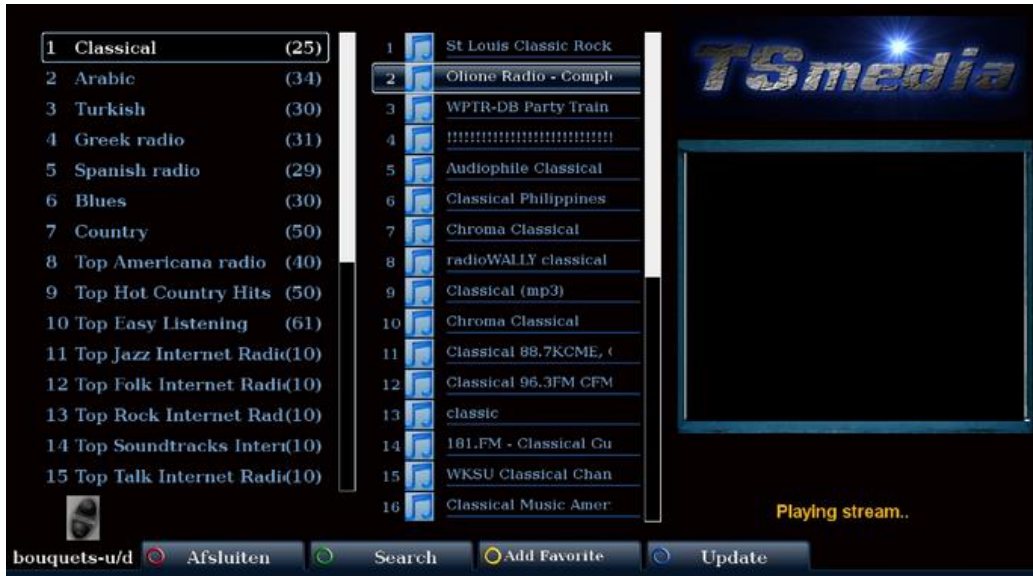 1 Classical (25)
2 Arabic (34)
3 Turkish (30)
4 Greek radio (31)
5 Spanish radio (29)
6 Blues (30)
7 Country (50)
8 Top Americana radio (40)
9 Top Hot Country Hits (50)
10 Top Easy Listening (61)
11 Top Jazz Internet Radi(10)
12 Top Folk Internet Radi(10)
13 Top Rock Internet Rad(10)
14 Top Soundtracks Inter(10)
15 Top Talk Internet Radi(10)
1 St Louis Classic Rock
2 Olione Radio - Compl
3 WPTR-DB Party Train
4 !!!!!!!!!!!!!!!!!!!!!!!!!!!!!!
5 Audiophile Classical
6 Classical Philippines
7 Chroma Classical
8 radioWALLY classical
9 Classical (mp3)
10 Chroma Classical
11 Classical 88.7KCME, (
12 Classical 96.3FM CFM
13 classic
14 181.FM - Classical Gu
15 WKSU Classical Chan
16 Classical Music Amer
TSmedia
Playing stream..
bouquets-u/d Afsluiten Search Add Favorite Update